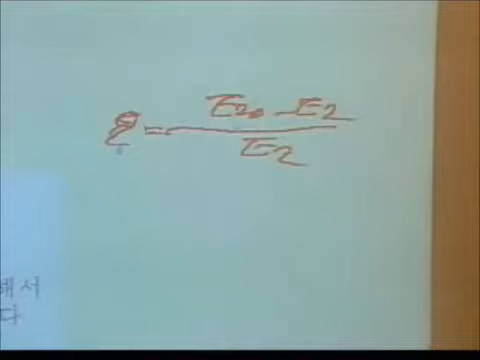 ε = (E₂₀ - E₂) / E₂
해서
다